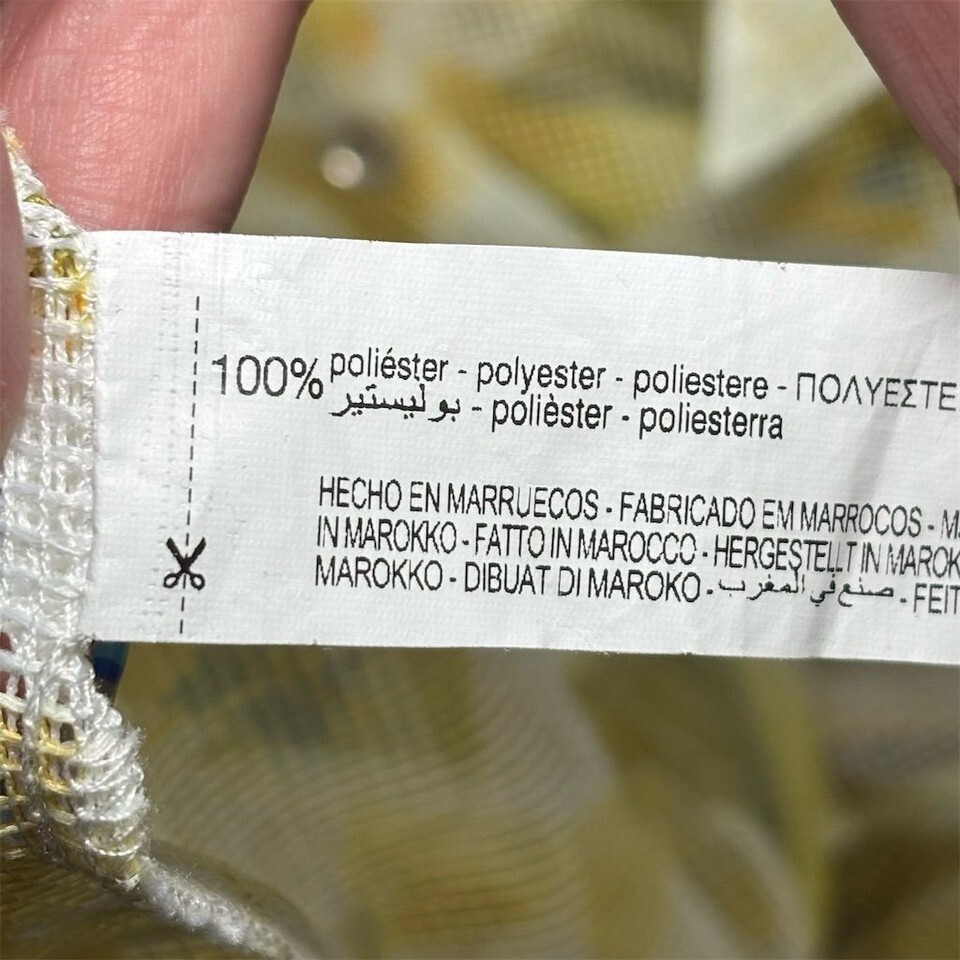 100% poliéster - polyester - poliestere - ΠΟΛΥΕΣΤΕ
بوليستير - polièster - poliesterra
HECHO EN MARRUECOS - FABRICADO EM MARROCOS - M
IN MAROKKO - FATTO IN MAROCCO - HERGESTELLT IN MAROK
MAROKKO - DIBUAT DI MAROKO - صنع في المغرب - FEIT